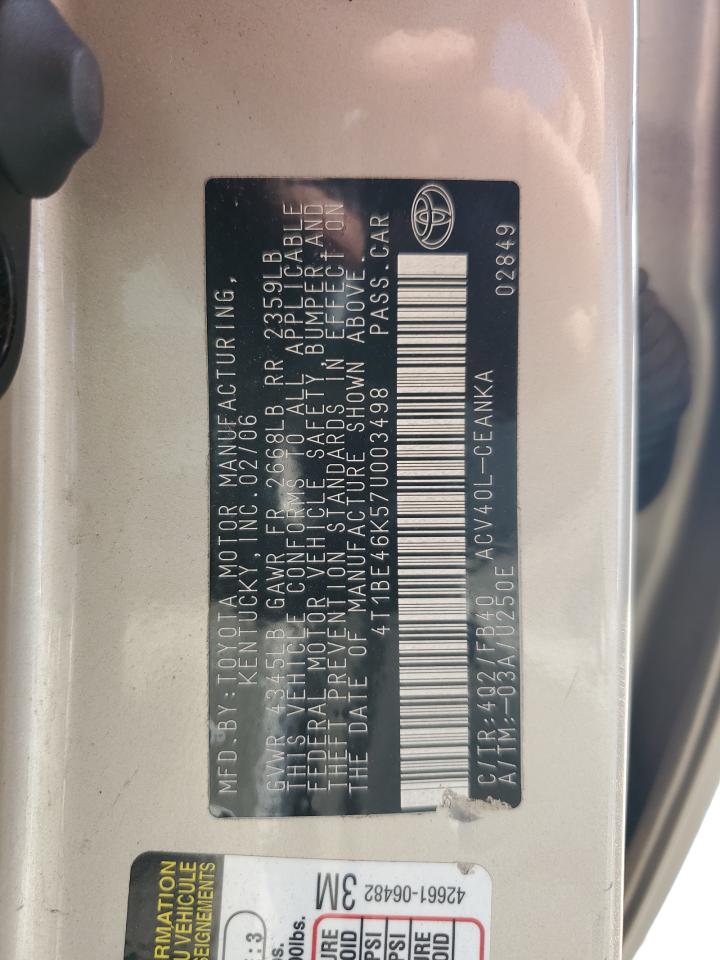 MFD.BY:TOYOTA MOTOR MANUFACTURING,
KENTUCKY,INC.02/06
GVWR 4345LB GAWR FR 2668LB RR 2359LB
THIS VEHICLE CONFORMS TO ALL APPLICABLE
FEDERAL MOTOR VEHICLE SAFETY BUMPER AND
THEFT PREVENTION STANDARDS IN EFFECT ON
THE DATE OF MANUFACTURE SHOWN ABOVE.
4T1BE46K57U003498 PASS.CAR
C/TR:4Q2/FB40 ACV40L-CEANKA 02849
A/TM:-03A/U250E
3M
42661-06482
PSI
PSI